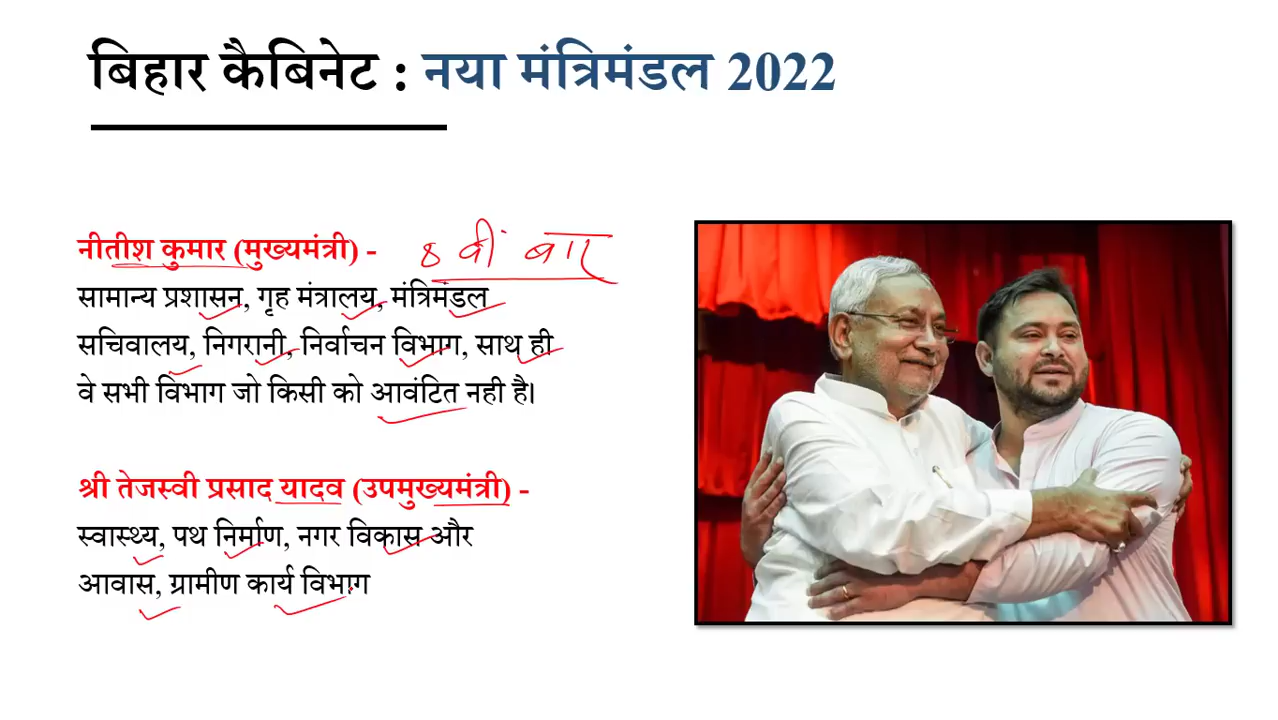 बिहार कैबिनेट : नया मंत्रिमंडल 2022
नीतीश कुमार (मुख्यमंत्री) - 8 वीं बार
सामान्य प्रशासन, गृह मंत्रालय, मंत्रिमंडल
सचिवालय, निगरानी, निर्वाचन विभाग, साथ ही
वे सभी विभाग जो किसी को आवंटित नही है।
श्री तेजस्वी प्रसाद यादव (उपमुख्यमंत्री) -
स्वास्थ्य, पथ निर्माण, नगर विकास और
आवास, ग्रामीण कार्य विभाग